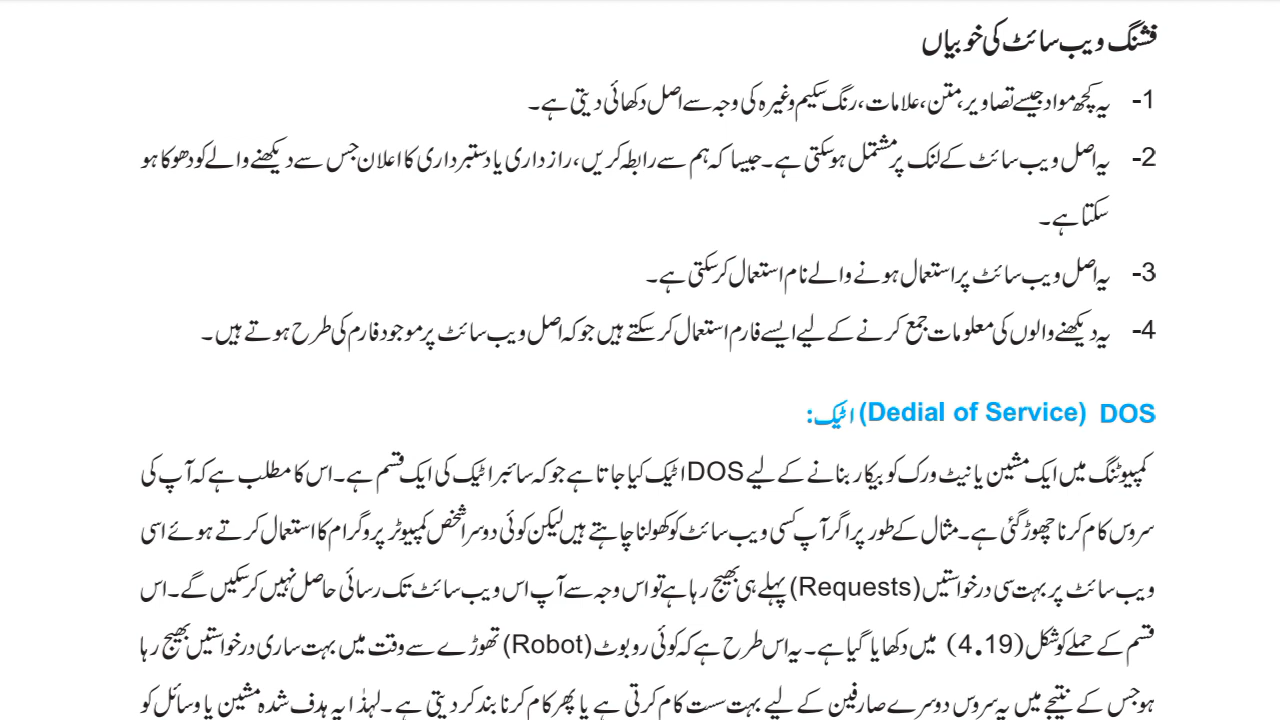 فشنگ ویب سائٹ کی خوبیاں
1- یہ کچھ مواد جیسے تصاویر، متن، علامات، رنگ سکیم وغیرہ کی وجہ سے اصل دکھائی دیتی ہے۔
2- یہ اصل ویب سائٹ کے لنک پر مشتمل ہو سکتی ہے۔ جیسا کہ ہم سے رابطہ کریں، راز داری یا دستبرداری کا اعلان جس سے دیکھنے والے کو دھوکا ہو
سکتا ہے۔
3- یہ اصل ویب سائٹ پر استعمال ہونے والے نام استعمال کر سکتی ہے۔
4- یہ دیکھنے والوں کی معلومات جمع کرنے کے لیے ایسے فارم استعمال کر سکتے ہیں جو کہ اصل ویب سائٹ پر موجود فارم کی طرح ہوتے ہیں۔
DOS (Dedial of Service) اٹیک:
کمپیوٹنگ میں ایک مشین یا نیٹ ورک کو بیکار بنانے کے لیے DOS اٹیک کیا جاتا ہے جو کہ سائبر اٹیک کی ایک قسم ہے۔ اس کا مطلب ہے کہ آپ کی
سروس کام کرنا چھوڑ گئی ہے۔ مثال کے طور پر اگر آپ کسی ویب سائٹ کو کھولنا چاہتے ہیں لیکن کوئی دوسرا شخص کمپیوٹر پروگرام کا استعمال کرتے ہوئے اسی
ویب سائٹ پر بہت سی درخواستیں (Requests) پہلے ہی بھیج رہا ہے تو اس وجہ سے آپ اس ویب سائٹ تک رسائی حاصل نہیں کر سکیں گے۔ اس
قسم کے حملے کو شکل (4.19) میں دکھایا گیا ہے۔ یہ اس طرح ہے کہ کوئی روبوٹ (Robot) تھوڑے سے وقت میں بہت ساری درخواستیں بھیج رہا
ہو جس کے نتیجے میں یہ سروس دوسرے صارفین کے لیے بہت سست کام کرتی ہے یا پھر کام کرنا بند کر دیتی ہے۔ لہذٰا یہ ہدف شدہ مشین یا وسائل کو